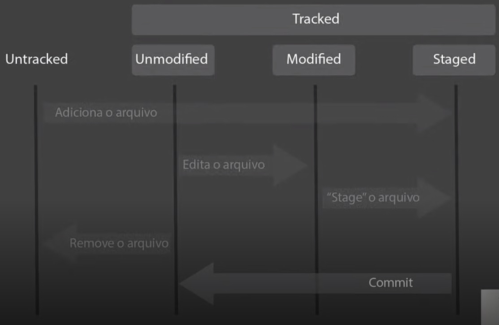 Tracked
Untracked
Unmodified
Modified
Staged
Adiciona o arquivo
Edita o arquivo
"Stage" o arquivo
Remove o arquivo
Commit